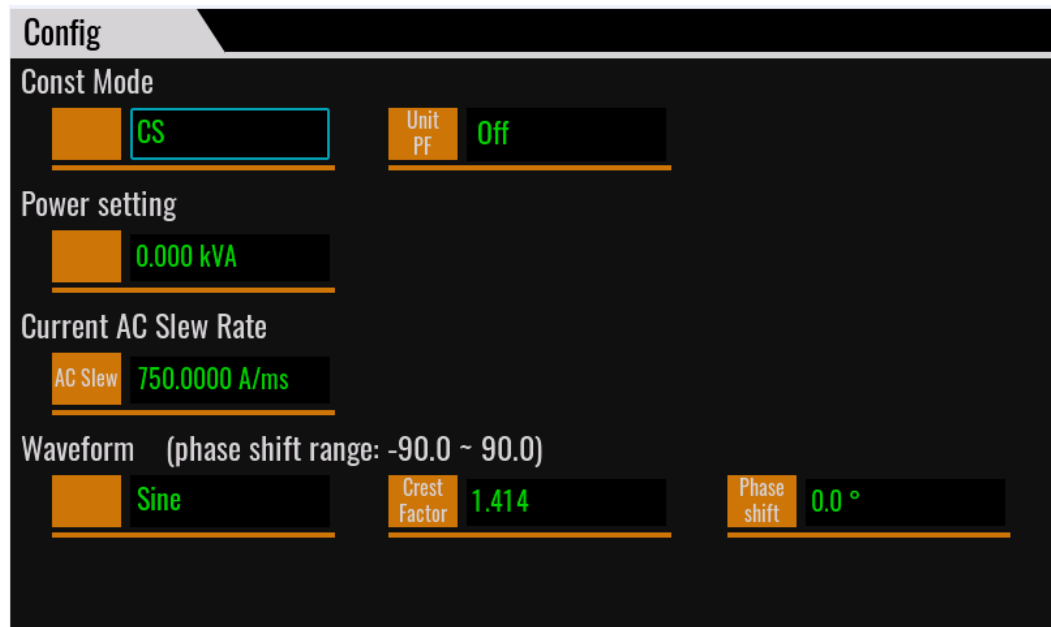 Config
Const Mode
CS
Unit PF
Off
Power setting
0.000 kVA
Current AC Slew Rate
AC Slew
750.0000 A/ms
Waveform (phase shift range: -90.0 ~ 90.0)
Sine
Crest Factor
1.414
Phase shift
0.0 °